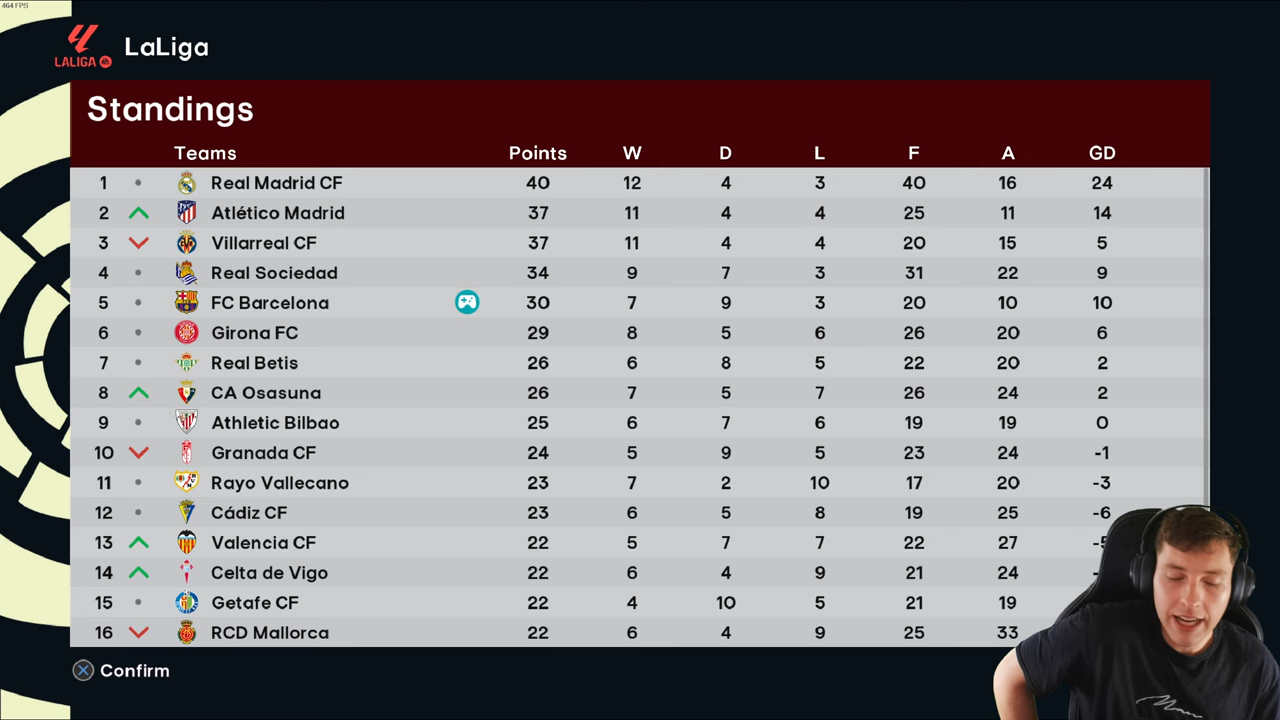 464 FPS
LALIGA EA LaLiga
Standings
Teams Points W D L F A GD
1 Real Madrid CF 40 12 4 3 40 16 24
2 Atlético Madrid 37 11 4 4 25 11 14
3 Villarreal CF 37 11 4 4 20 15 5
4 Real Sociedad 34 9 7 3 31 22 9
5 FC Barcelona 30 7 9 3 20 10 10
6 Girona FC 29 8 5 6 26 20 6
7 Real Betis 26 6 8 5 22 20 2
8 CA Osasuna 26 7 5 7 26 24 2
9 Athletic Bilbao 25 6 7 6 19 19 0
10 Granada CF 24 5 9 5 23 24 -1
11 Rayo Vallecano 23 7 2 10 17 20 -3
12 Cádiz CF 23 6 5 8 19 25 -6
13 Valencia CF 22 5 7 7 22 27 -5
14 Celta de Vigo 22 6 4 9 21 24
15 Getafe CF 22 4 10 5 21 19
16 RCD Mallorca 22 6 4 9 25 33
Confirm